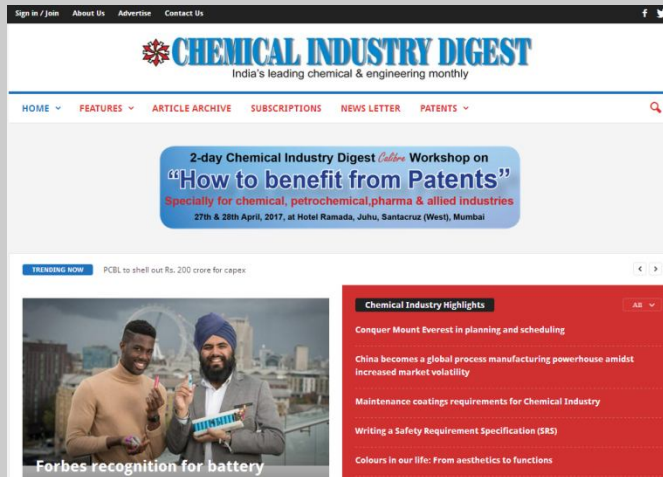 Sign in / Join About Us Advertise Contact Us
CHEMICAL INDUSTRY DIGEST
India's leading chemical & engineering monthly
HOME FEATURES ARTICLE ARCHIVE SUBSCRIPTIONS NEWS LETTER PATENTS
2-day Chemical Industry Digest Calibre Workshop on
“How to benefit from Patents”
Specially for chemical, petrochemical,pharma & allied industries
27th & 28th April, 2017, at Hotel Ramada, Juhu, Santacruz (West), Mumbai
TRENDING NOW PCBL to shell out Rs. 200 crore for capex
Forbes recognition for battery
Chemical Industry Highlights All
Conquer Mount Everest in planning and scheduling
China becomes a global process manufacturing powerhouse amidst
increased market volatility
Maintenance coatings requirements for Chemical Industry
Writing a Safety Requirement Specification (SRS)
Colours in our life: From aesthetics to functions